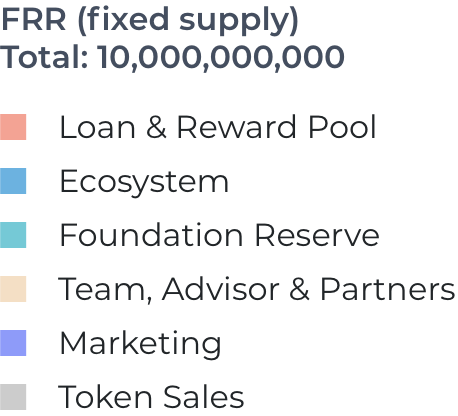 FRR (fixed supply)
Total: 10,000,000,000
Loan & Reward Pool
Ecosystem
Foundation Reserve
Team, Advisor & Partners
Marketing
Token Sales